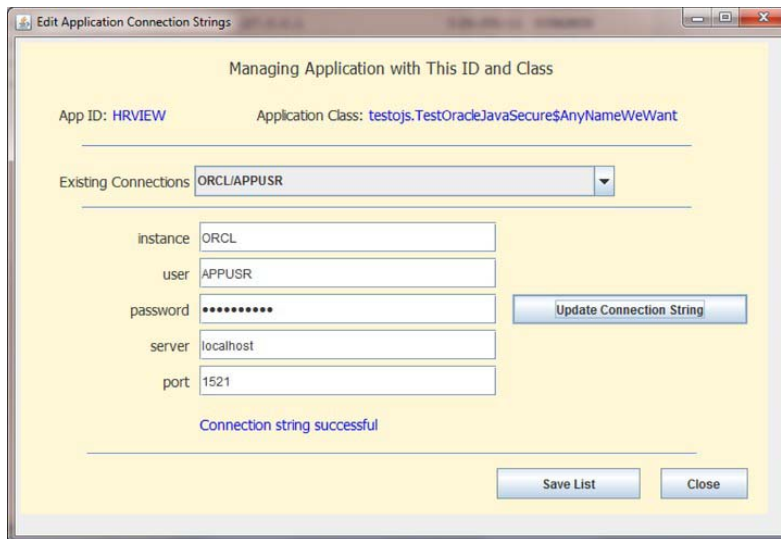 Edit Application Connection Strings
Managing Application with This ID and Class
App ID: HRVIEW Application Class: testojs.TestOracleJavaSecure$AnyNameWeWant
Existing Connections ORCL/APPUSR
instance ORCL
user APPUSR
password ••••••••••
Update Connection String
server localhost
port 1521
Connection string successful
Save List Close